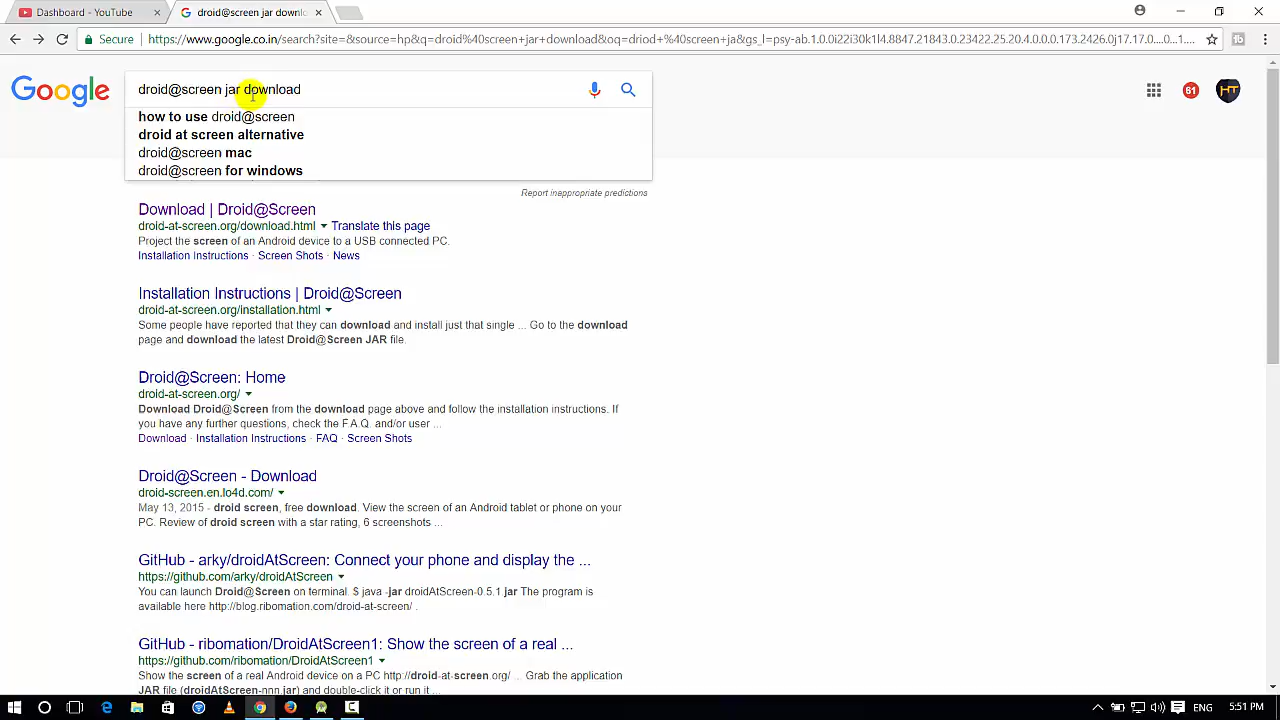 Dashboard - YouTube
droid@screen jar downlo
Secure
https://www.google.co.in/search?site=&source=hp&q=droid%40screen+jar+download&oq=driod+%40screen+ja&gs_l=psy-ab.1.0.0i22i30k1l4.8847.21843.0.23422.25.20.4.0.0.0.173.2426.0j17.17.0....0...1...
Google
droid@screen jar download
61
HT
how to use droid@screen
droid at screen alternative
droid@screen mac
droid@screen for windows
Report inappropriate predictions
Download | Droid@Screen
droid-at-screen.org/download.html Translate this page
Project the screen of an Android device to a USB connected PC.
Installation Instructions · Screen Shots · News
Installation Instructions | Droid@Screen
droid-at-screen.org/installation.html
Some people have reported that they can download and install just that single ... Go to the download
page and download the latest Droid@Screen JAR file.
Droid@Screen: Home
droid-at-screen.org/
Download Droid@Screen from the download page above and follow the installation instructions. If
you have any further questions, check the F.A.Q. and/or user ...
Download · Installation Instructions · FAQ · Screen Shots
Droid@Screen - Download
droid-screen.en.lo4d.com/
May 13, 2015 - droid screen, free download. View the screen of an Android tablet or phone on your
PC. Review of droid screen with a star rating, 6 screenshots ...
GitHub - arky/droidAtScreen: Connect your phone and display the ...
https://github.com/arky/droidAtScreen
You can launch Droid@Screen on terminal. $ java -jar droidAtScreen-0.5.1 jar The program is
available here http://blog.ribomation.com/droid-at-screen/ .
GitHub - ribomation/DroidAtScreen1: Show the screen of a real ...
https://github.com/ribomation/DroidAtScreen1
Show the screen of a real Android device on a PC http://droid-at-screen.org/ ... Grab the application
JAR file (droidAtScreen-nnn.jar) and double-click it or run it ...
ENG
5:51 PM